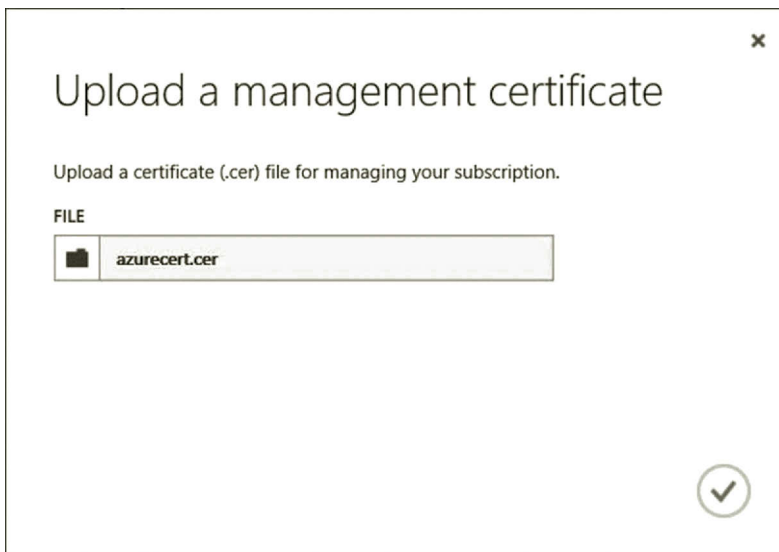 Upload a management certificate
Upload a certificate (.cer) file for managing your subscription.
FILE
azurecert.cer